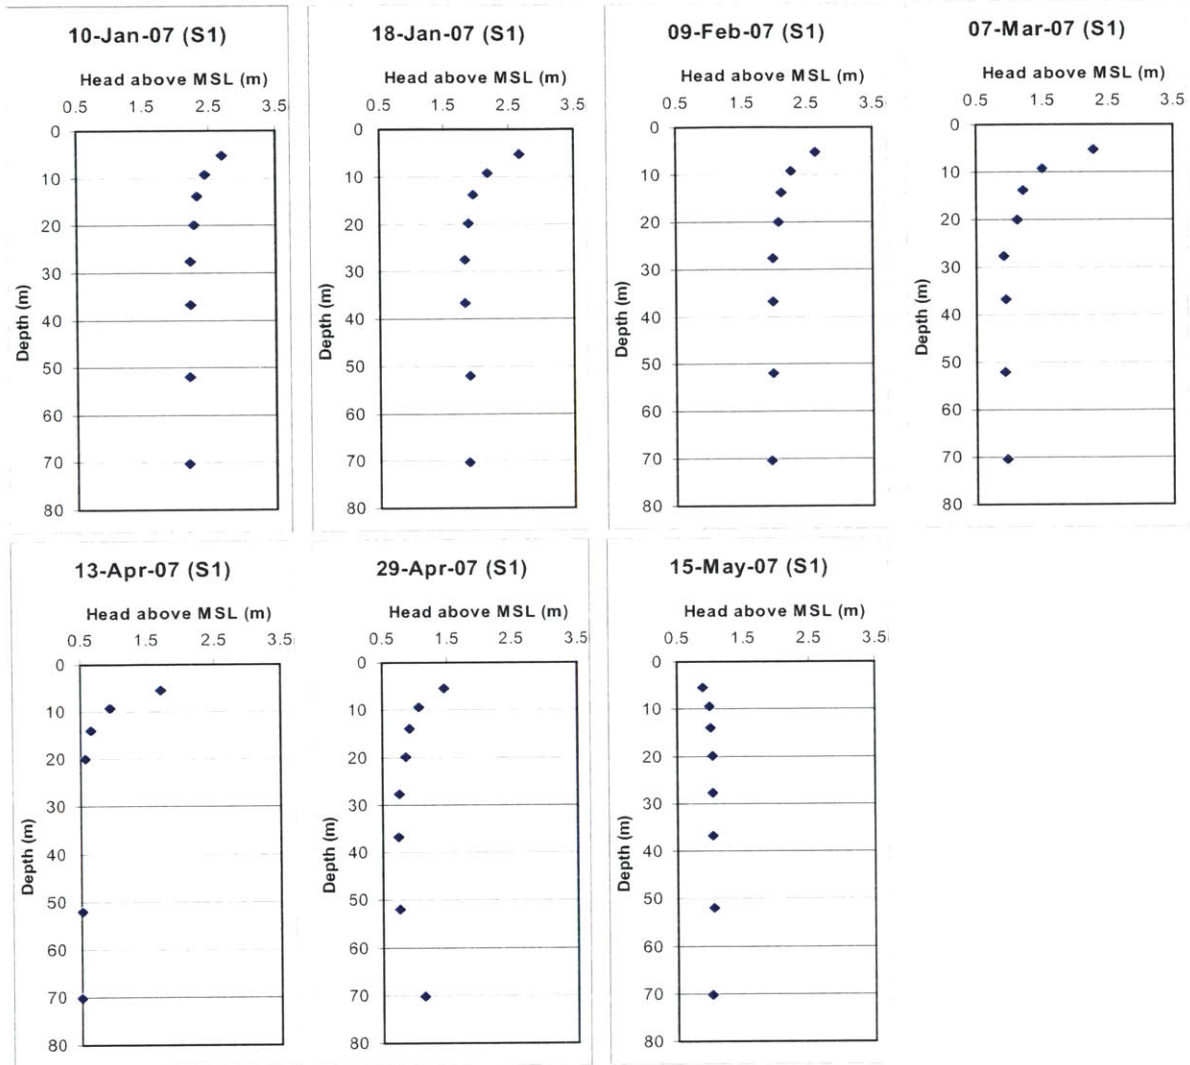 10-Jan-07 (S1)
Head above MSL (m)
0.5 1.5 2.5 3.5
0
10
20
30
40
50
60
70
80
Depth (m)
18-Jan-07 (S1)
Head above MSL (m)
0.5 1.5 2.5 3.5
0
10
20
30
40
50
60
70
80
Depth (m)
09-Feb-07 (S1)
Head above MSL (m)
0.5 1.5 2.5 3.5
0
10
20
30
40
50
60
70
80
Depth (m)
07-Mar-07 (S1)
Head above MSL (m)
0.5 1.5 2.5 3.5
0
10
20
30
40
50
60
70
80
Depth (m)
13-Apr-07 (S1)
Head above MSL (m)
0.5 1.5 2.5 3.5
0
10
20
30
40
50
60
70
80
Depth (m)
29-Apr-07 (S1)
Head above MSL (m)
0.5 1.5 2.5 3.5
0
10
20
30
40
50
60
70
80
Depth (m)
15-May-07 (S1)
Head above MSL (m)
0.5 1.5 2.5 3.5
0
10
20
30
40
50
60
70
80
Depth (m)